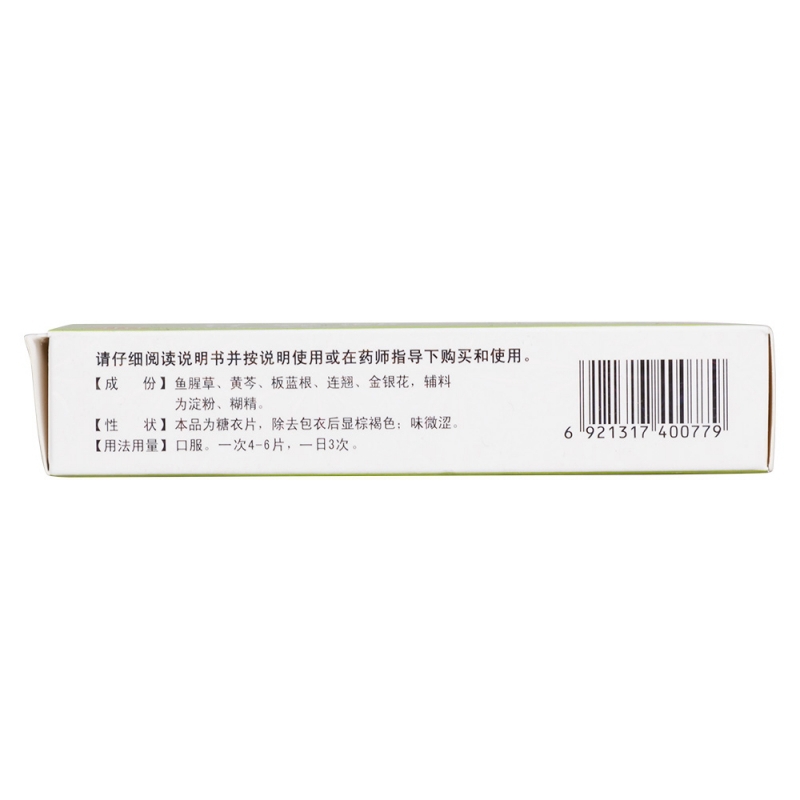 请仔细阅读说明书并按说明使用或在药师指导下购买和使用。
【成　份】鱼腥草、黄芩、板蓝根、连翘、金银花，辅料
为淀粉、糊精。
【性　状】本品为糖衣片，除去包衣后显棕褐色；味微涩。
【用法用量】口服。一次4-6片，一日3次。
6 921317 400779